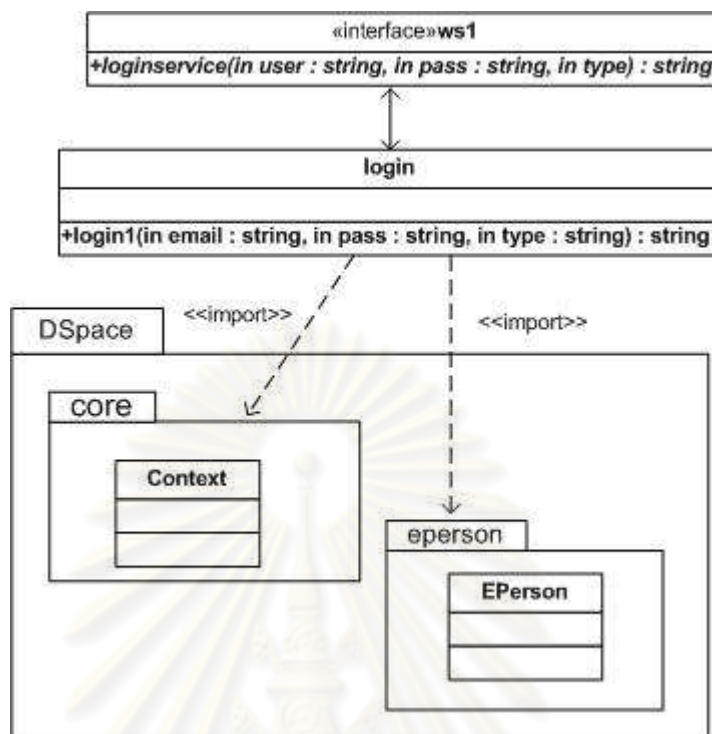 «interface»ws1
+loginservice(in user : string, in pass : string, in type) : string
login
+login1(in email : string, in pass : string, in type : string) : string
<<import>>
<<import>>
DSpace
core
Context
eperson
EPerson